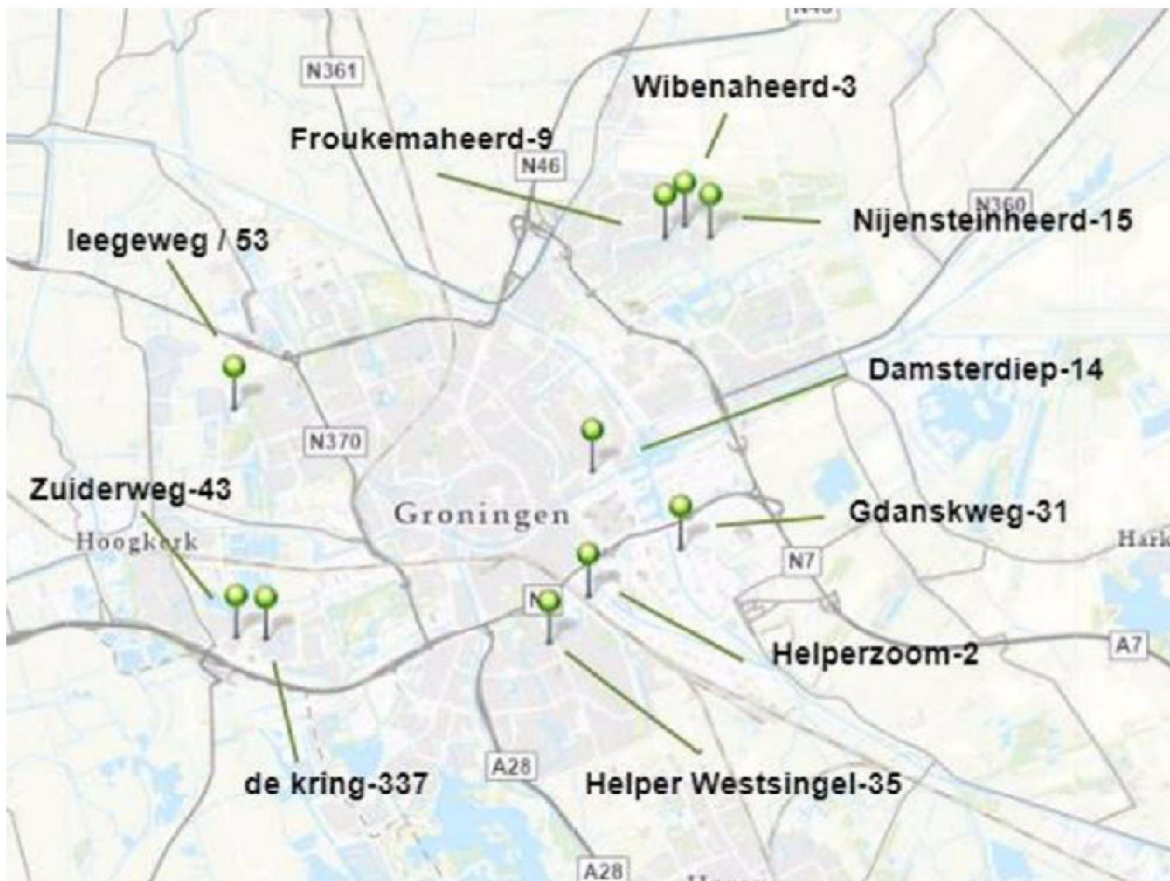 N361
Wibenaheerd-3
Froukemaheerd-9
N46
N360
Nijensteinheerd-15
leegeweg / 53
Damsterdiep-14
N370
Zuiderweg-43
Groningen
Gdanskweg-31
Hoogkerk
N7
Helperzoom-2
A7
de kring-337
A28
Helper Westsingel-35
A28